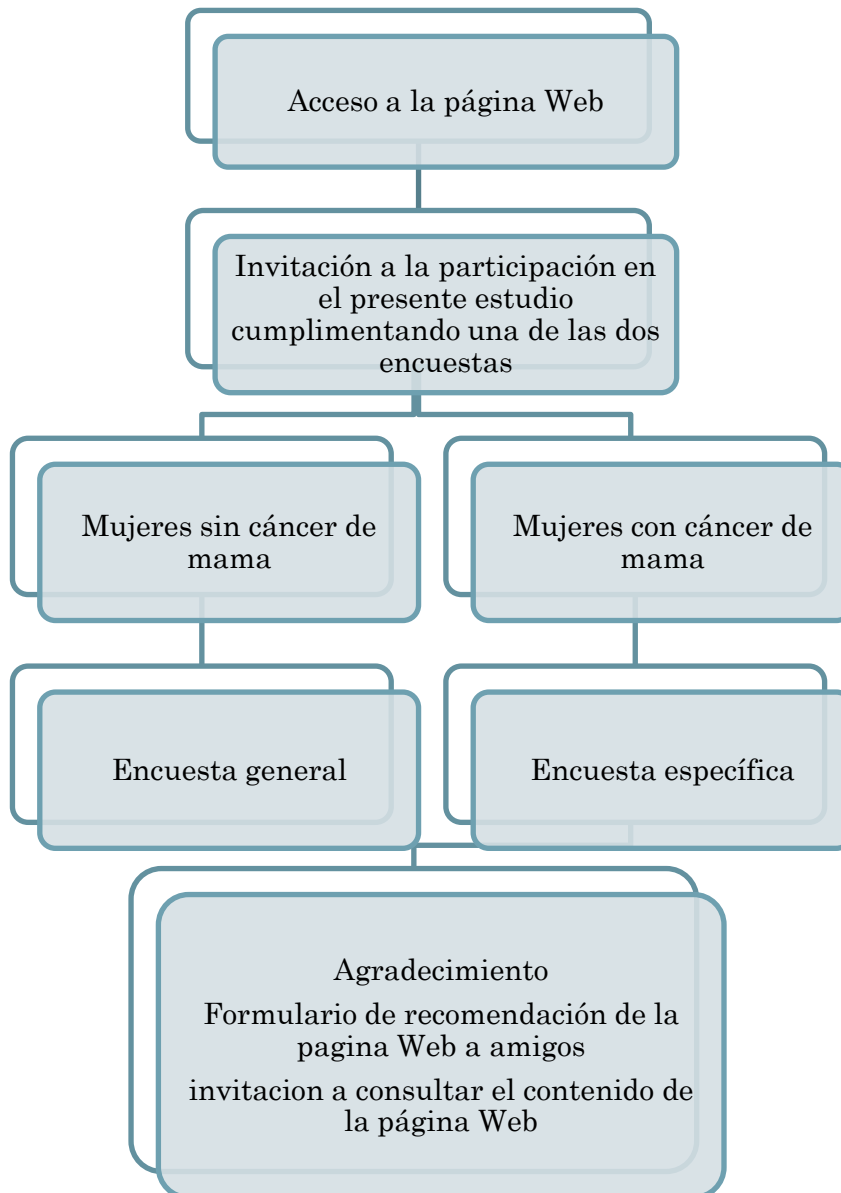 Acceso a la página Web
Invitación a la participación en
el presente estudio
cumplimentando una de las dos
encuestas
Mujeres sin cáncer de
mama
Mujeres con cáncer de
mama
Encuesta general
Encuesta específica
Agradecimiento
Formulario de recomendación de la
pagina Web a amigos
invitacion a consultar el contenido de
la página Web